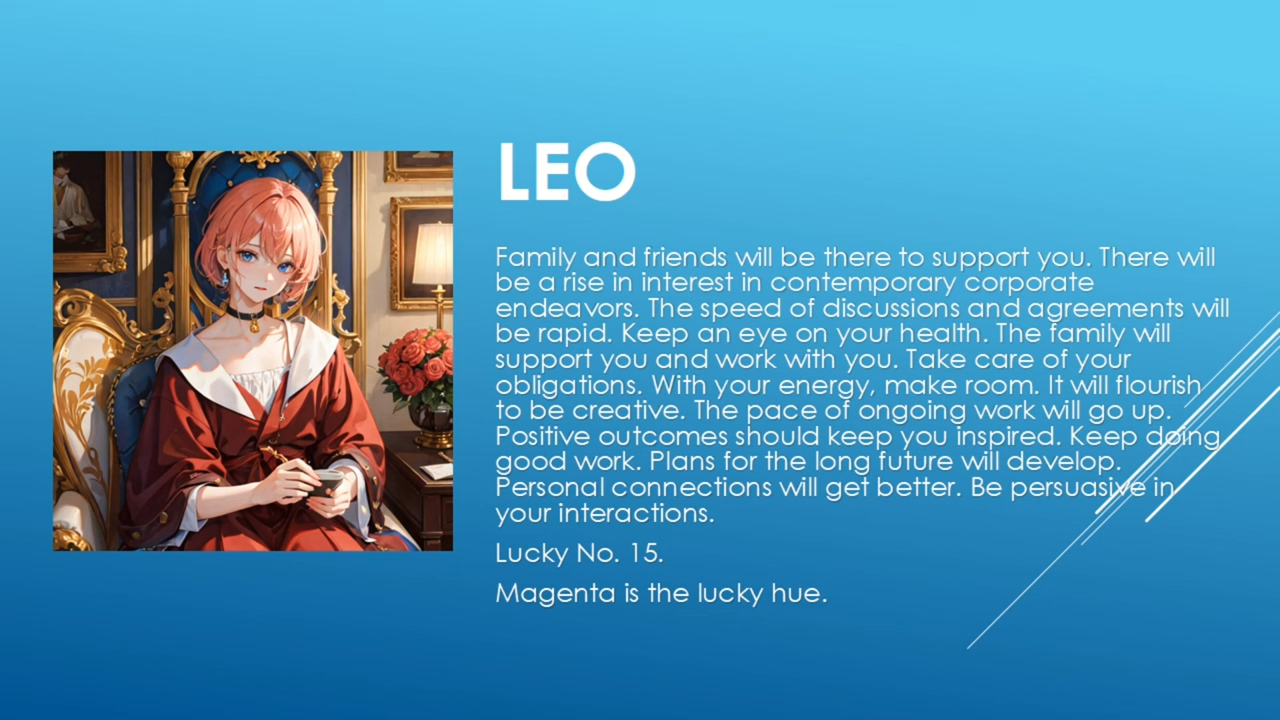 LEO
Family and friends will be there to support you. There will
be a rise in interest in contemporary corporate
endeavors. The speed of discussions and agreements will
be rapid. Keep an eye on your health. The family will
support you and work with you. Take care of your
obligations. With your energy, make room. It will flourish
to be creative. The pace of ongoing work will go up.
Positive outcomes should keep you inspired. Keep doing
good work. Plans for the long future will develop.
Personal connections will get better. Be persuasive in
your interactions.
Lucky No. 15.
Magenta is the lucky hue.